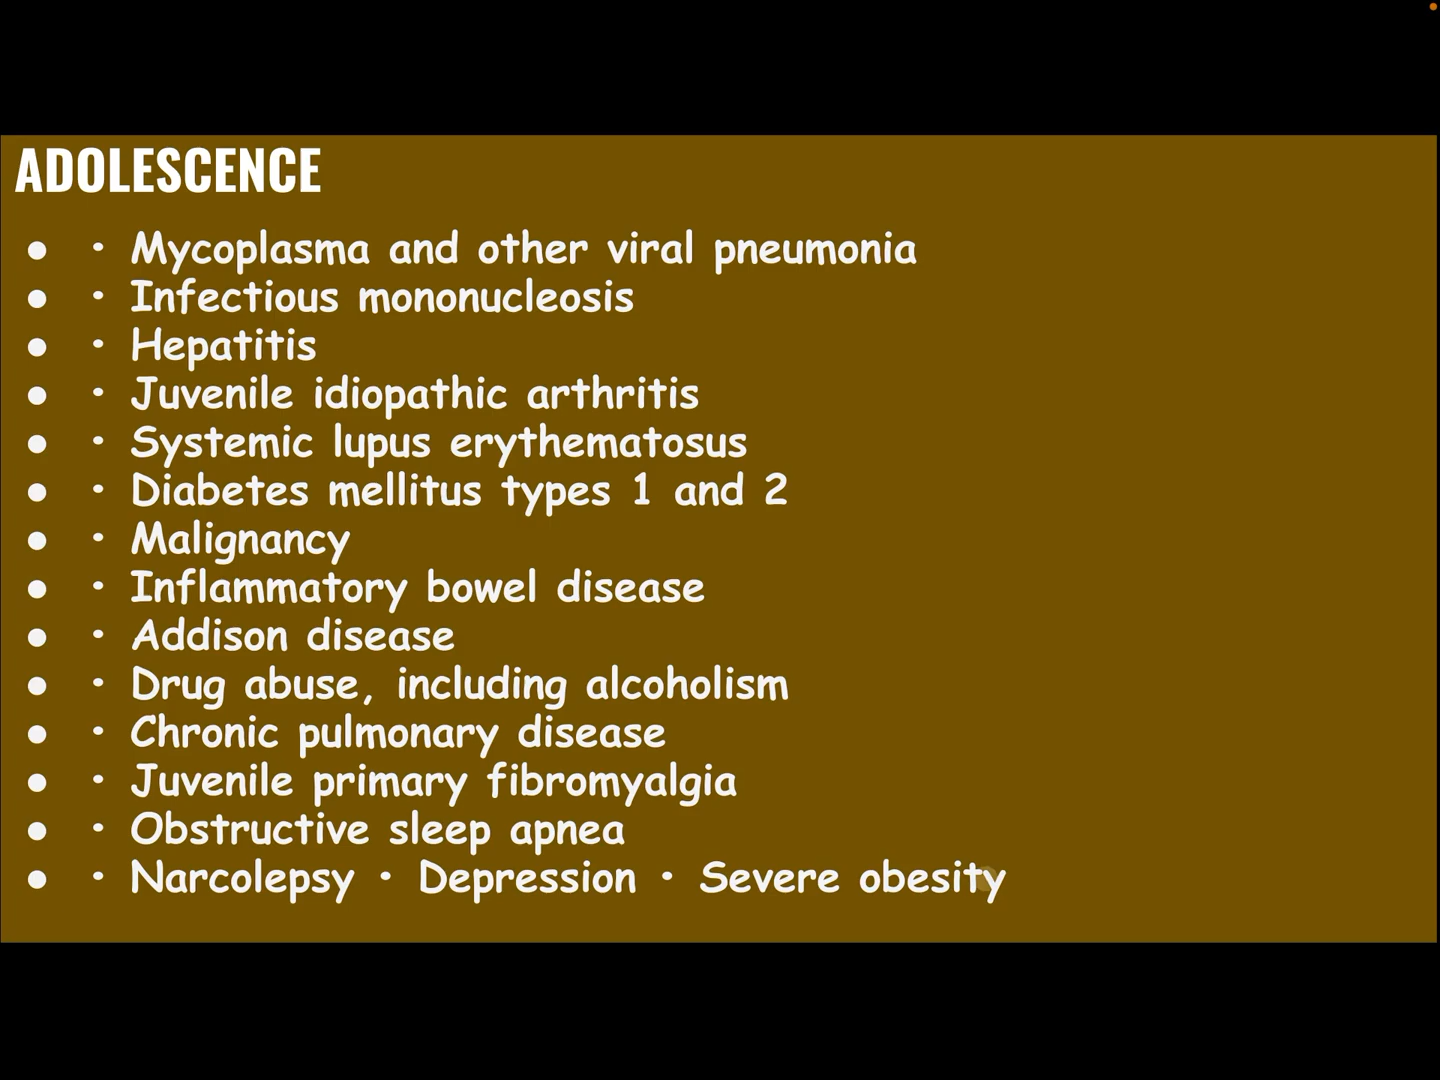 ADOLESCENCE
● • Mycoplasma and other viral pneumonia
● • Infectious mononucleosis
● • Hepatitis
● • Juvenile idiopathic arthritis
● • Systemic lupus erythematosus
● • Diabetes mellitus types 1 and 2
● • Malignancy
● • Inflammatory bowel disease
● • Addison disease
● • Drug abuse, including alcoholism
● • Chronic pulmonary disease
● • Juvenile primary fibromyalgia
● • Obstructive sleep apnea
● • Narcolepsy • Depression • Severe obesity